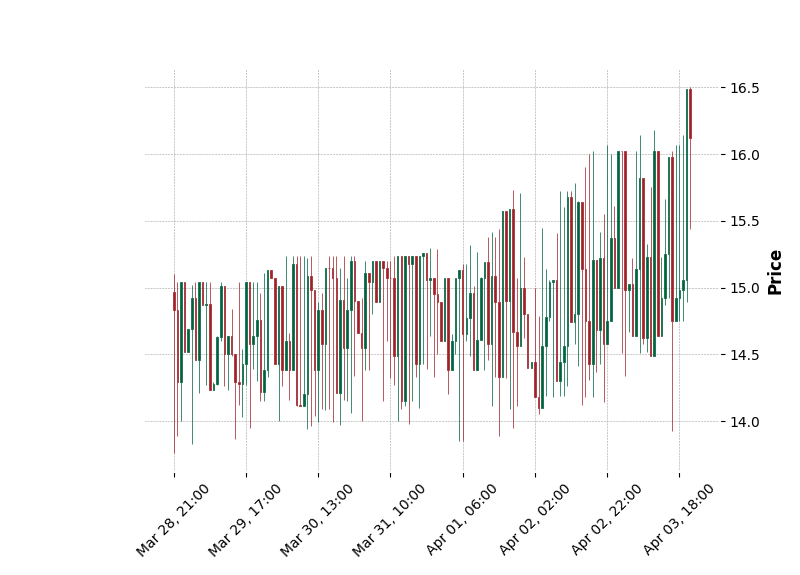 16.5
16.0
15.5
15.0
14.5
14.0
Price
Mar 28, 21:00
Mar 29, 17:00
Mar 30, 13:00
Mar 31, 10:00
Apr 01, 06:00
Apr 02, 02:00
Apr 02, 22:00
Apr 03, 18:00